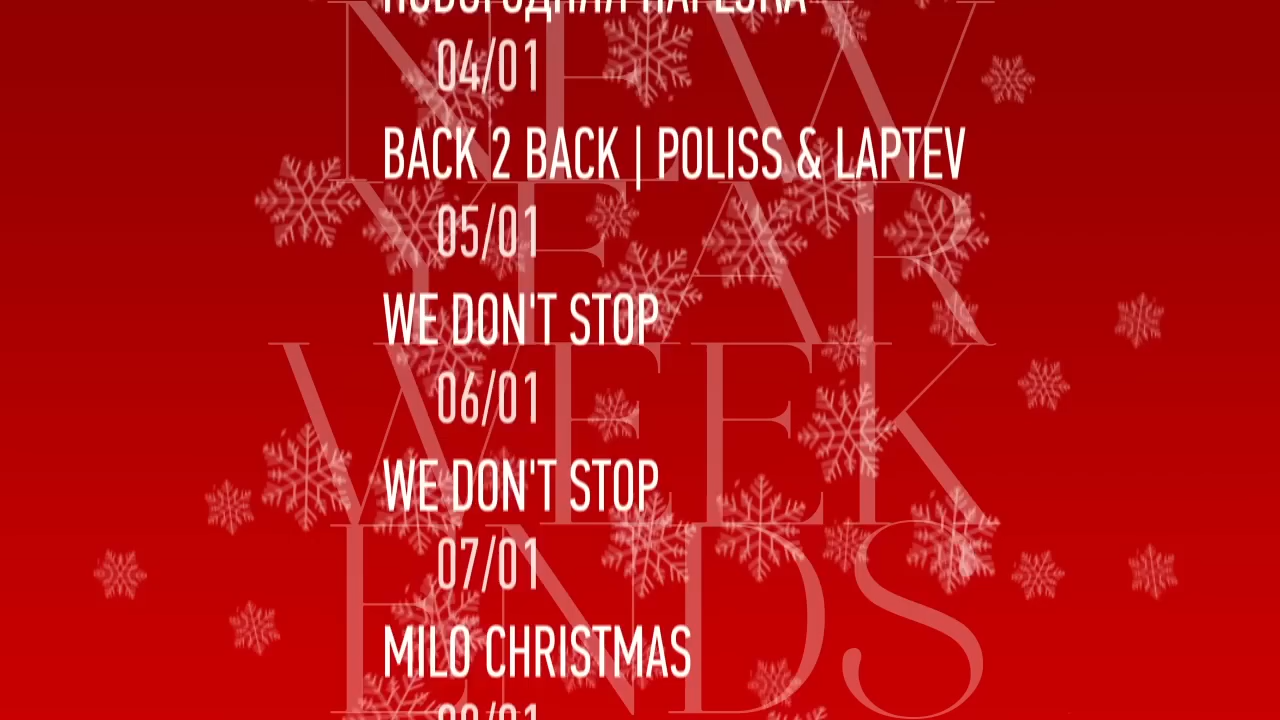 04/01
BACK 2 BACK | POLISS & LAPTEV
05/01
WE DON'T STOP
06/01
WE DON'T STOP
07/01
MILO CHRISTMAS
NEW
YEAR
WEEK
ENDS